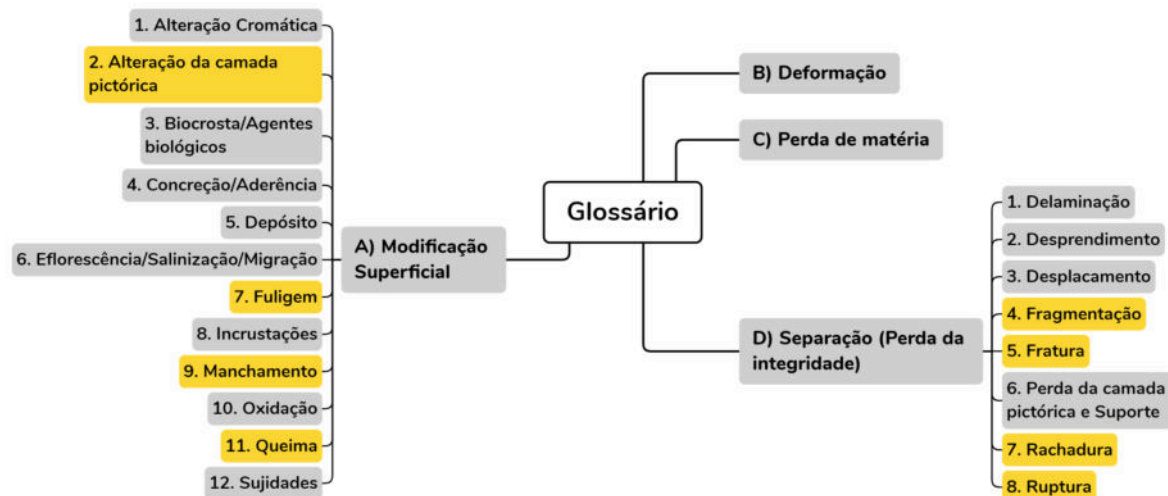 Glossário
A) Modificação
Superficial
1. Alteração Cromática
2. Alteração da camada
pictórica
3. Biocrosta/Agentes
biológicos
4. Concreção/Aderência
5. Depósito
6. Eflorescência/Salinização/Migração
7. Fuligem
8. Incrustações
9. Manchamento
10. Oxidação
11. Queima
12. Sujidades
B) Deformação
C) Perda de matéria
D) Separação (Perda da
integridade)
1. Delaminação
2. Desprendimento
3. Desplacamento
4. Fragmentação
5. Fratura
6. Perda da camada
pictórica e Suporte
7. Rachadura
8. Ruptura